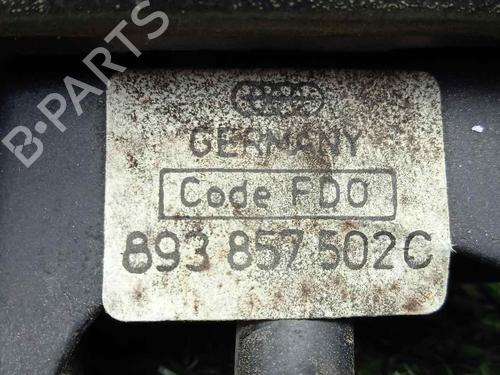 B-PARTS
GERMANY
Code FDO
893 857 502C